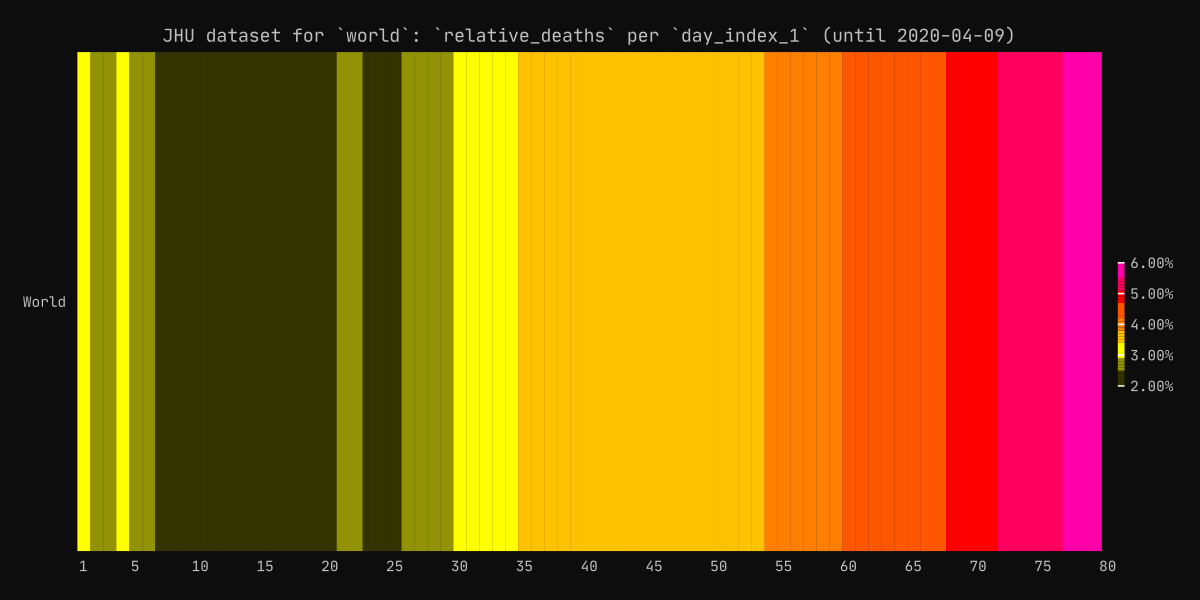 JHU dataset for `world`: `relative_deaths` per `day_index_1` (until 2020-04-09)
World
6.00%
5.00%
4.00%
3.00%
2.00%
1 5 10 15 20 25 30 35 40 45 50 55 60 65 70 75 80